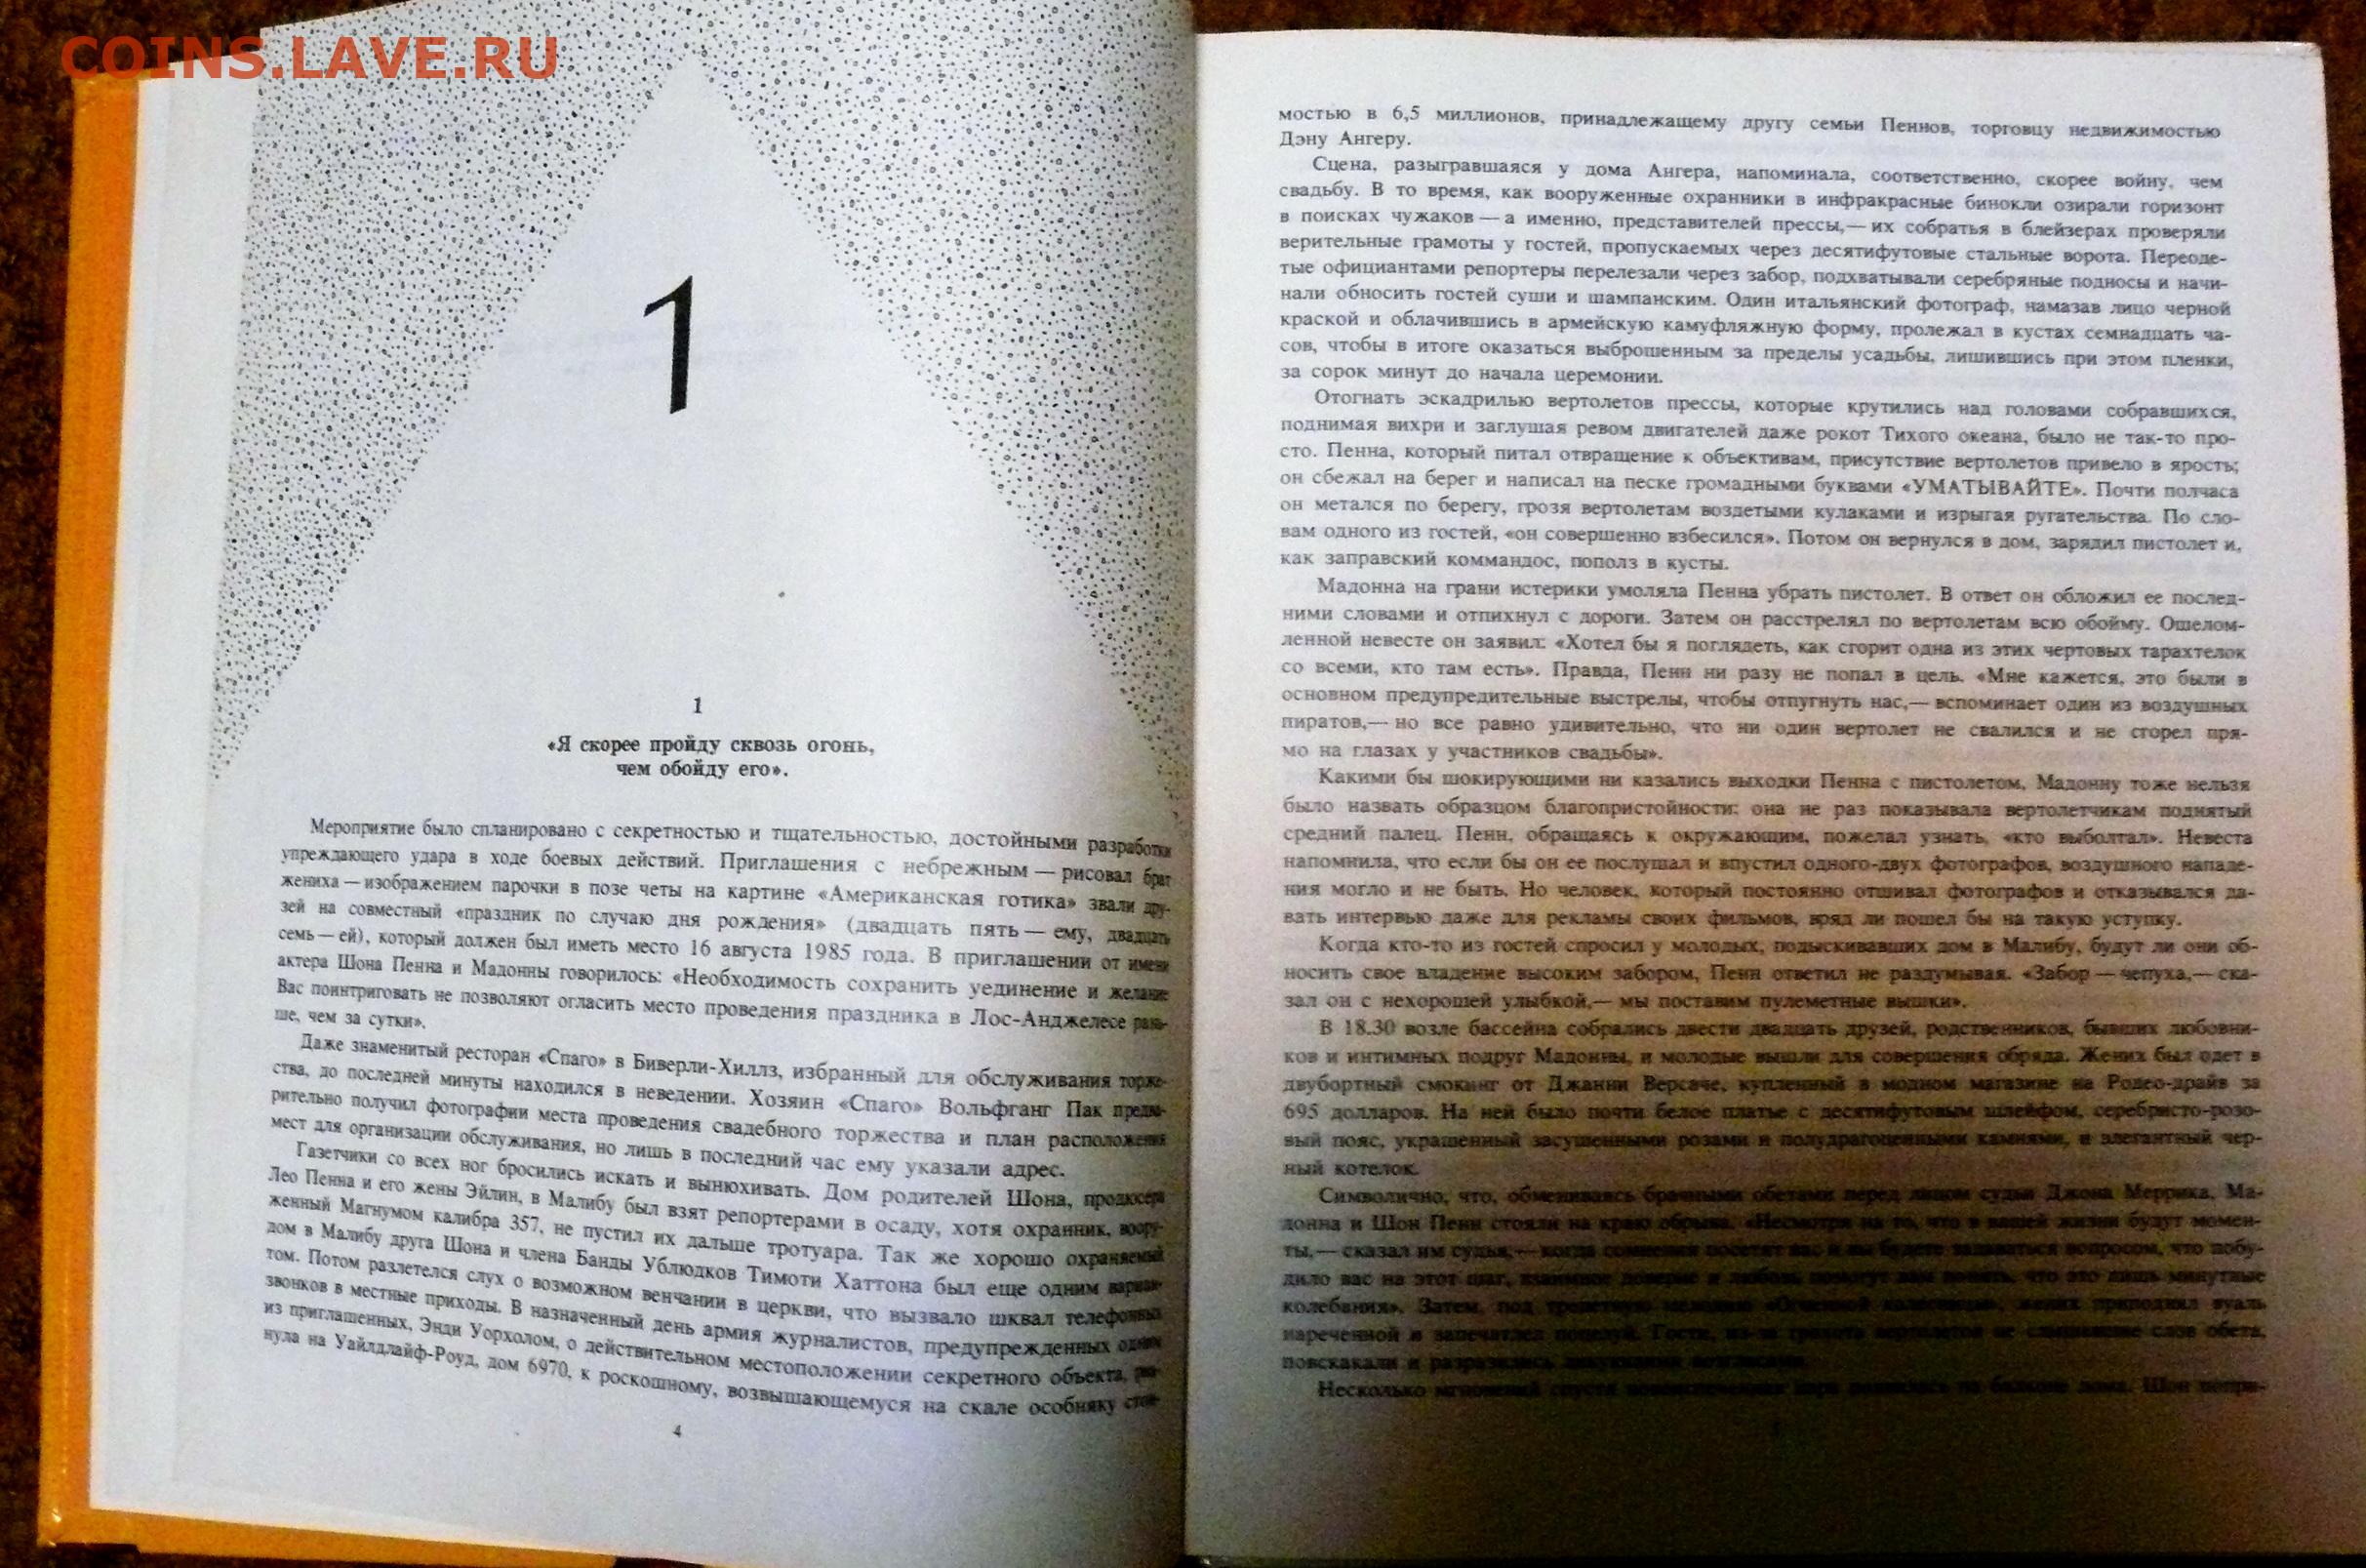 COINS.LAVE.RU
1
1
«Я скорее пройду сквозь огонь,
чем обойду его».
Мероприятие было спланировано с секретностью и тщательностью, достойными разработки
упреждающего удара в ходе боевых действий. Приглашения с небрежным — рисовал брат
жениха — изображением парочки в позе четы на картине «Американская готика» звали дру-
зей на совместный «праздник по случаю дня рождения» (двадцать пять — ему, двадцать
семь — ей), который должен был иметь место 16 августа 1985 года. В приглашении от имени
актера Шона Пенна и Мадонны говорилось: «Необходимость сохранить уединение и желание
Вас поинтриговать не позволяют огласить место проведения праздника в Лос-Анджелесе рань-
ше, чем за сутки».
Даже знаменитый ресторан «Спаго» в Биверли-Хиллз, избранный для обслуживания торже-
ства, до последней минуты находился в неведении. Хозяин «Спаго» Вольфганг Пак предва-
рительно получил фотографии места проведения свадебного торжества и план расположения
мест для организации обслуживания, но лишь в последний час ему указали адрес.
Газетчики со всех ног бросились искать и вынюхивать. Дом родителей Шона, продюсера
Лео Пенна и его жены Эйлин, в Малибу был взят репортерами в осаду, хотя охранник, воору-
женный Магнумом калибра 357, не пустил их дальше тротуара. Так же хорошо охраняемый
дом в Малибу друга Шона и члена Банды Ублюдков Тимоти Хаттона был еще одним вариан-
том. Потом разлетелся слух о возможном венчании в церкви, что вызвало шквал телефонных
звонков в местные приходы. В назначенный день армия журналистов, предупрежденных одним
из приглашенных, Энди Уорхолом, о действительном местоположении секретного объекта,
нула на Уайлдлайф-Роуд, дом 6970, к роскошному, возвышающемуся на скале особняку стои-
4
мостью в 6,5 миллионов, принадлежащему другу семьи Пеннов, торговцу недвижимостью
Дэну Ангеру.
Сцена, разыгравшаяся у дома Ангера, напоминала, соответственно, скорее войну, чем
свадьбу. В то время, как вооруженные охранники в инфракрасные бинокли озирали горизонт
в поисках чужаков — а именно, представителей прессы,— их собратья в блейзерах проверяли
верительные грамоты у гостей, пропускаемых через десятифутовые стальные ворота. Переоде-
тые официантами репортеры перелезали через забор, подхватывали серебряные подносы и начи-
нали обносить гостей суши и шампанским. Один итальянский фотограф, намазав лицо черной
краской и облачившись в армейскую камуфляжную форму, пролежал в кустах семнадцать ча-
сов, чтобы в итоге оказаться выброшенным за пределы усадьбы, лишившись при этом пленки,
за сорок минут до начала церемонии.
Отогнать эскадрилью вертолетов прессы, которые крутились над головами собравшихся,
поднимая вихри и заглушая ревом двигателей даже рокот Тихого океана, было не так-то про-
сто. Пенна, который питал отвращение к объективам, присутствие вертолетов привело в ярость;
он сбежал на берег и написал на песке громадными буквами «УМАТЫВАЙТЕ». Почти полчаса
он метался по берегу, грозя вертолетам воздетыми кулаками и изрыгая ругательства. По сло-
вам одного из гостей, «он совершенно взбесился». Потом он вернулся в дом, зарядил пистолет и,
как заправский коммандос, пополз в кусты.
Мадонна на грани истерики умоляла Пенна убрать пистолет. В ответ он обложил ее послед-
ними словами и отпихнул с дороги. Затем он расстрелял по вертолетам всю обойму. Ошелом-
ленной невесте он заявил: «Хотел бы я поглядеть, как сгорит одна из этих чертовых тарахтелок
со всеми, кто там есть». Правда, Пенн ни разу не попал в цель. «Мне кажется, это были в
основном предупредительные выстрелы, чтобы отпугнуть нас,— вспоминает один из воздушных
пиратов,— но все равно удивительно, что ни один вертолет не свалился и не сгорел пря-
мо на глазах у участников свадьбы».
Какими бы шокирующими ни казались выходки Пенна с пистолетом, Мадонну тоже нельзя
было назвать образцом благопристойности: она не раз показывала вертолетчикам поднятый
средний палец. Пенн, обращаясь к окружающим, пожелал узнать, «кто выболтал». Невеста
напомнила, что если бы он ее послушал и впустил одного-двух фотографов, воздушного нападе-
ния могло и не быть. Но человек, который постоянно отшивал фотографов и отказывался да-
вать интервью даже для рекламы своих фильмов, вряд ли пошел бы на такую уступку.
Когда кто-то из гостей спросил у молодых, подыскивавших дом в Малибу, будут ли они об-
носить свое владение высоким забором, Пенн ответил не раздумывая. «Забор — чепуха,— ска-
зал он с нехорошей улыбкой,— мы поставим пулеметные вышки».
В 18.30 возле бассейна собрались двести двадцать друзей, родственников, бывших любовни-
ков и интимных подруг Мадонны, и молодые вышли для совершения обряда. Жених был одет в
двубортный смокинг от Джанни Версаче, купленный в модном магазине на Родео-драйв за
695 долларов. На ней было почти белое платье с десятифутовым шлейфом, серебристо-розо-
вый пояс, украшенный засушенными розами и полудрагоценными камнями, и элегантный чер-
ный котелок.
Символично, что, обмениваясь брачными обетами перед лицом судьи Джона Меррика, Ма-
донна и Шон Пенн стояли на краю обрыва. «Несмотря на то, что в вашей жизни будут момен-
ты,— сказал им судья,— когда сомнения посетят вас и вы будете задаваться вопросом, что побу-
дило вас на этот шаг, взаимное доверие и любовь помогут вам понять, что это лишь минутные
колебания». Затем, под жених приподнял вуаль
нареченной и запечатлел поцелуй. Гости, из-за грохота вертолетов не слышавшие слов обета,
повскакали и разразились
Несколько мгновений спустя Шон